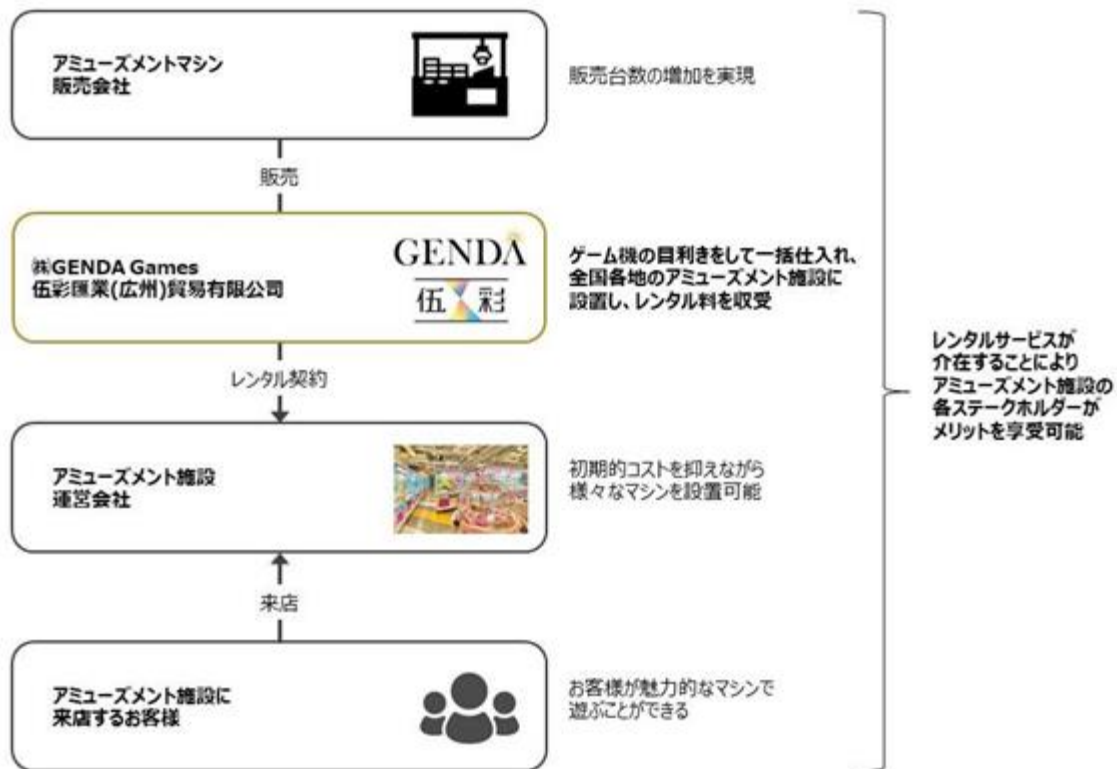 アミューズメントマシン
販売会社
販売台数の増加を実現
販売
㈱GENDA Games
伍彩匯業(広州)貿易有限公司
GENDA
伍彩
ゲーム機の目利きをして一括仕入れ、
全国各地のアミューズメント施設に
設置し、レンタル料を収受
レンタル契約
アミューズメント施設
運営会社
初期的コストを抑えながら
様々なマシンを設置可能
来店
アミューズメント施設に
来店するお客様
お客様が魅力的なマシンで
遊ぶことができる
レンタルサービスが
介在することにより
アミューズメント施設の
各ステークホルダーが
メリットを享受可能